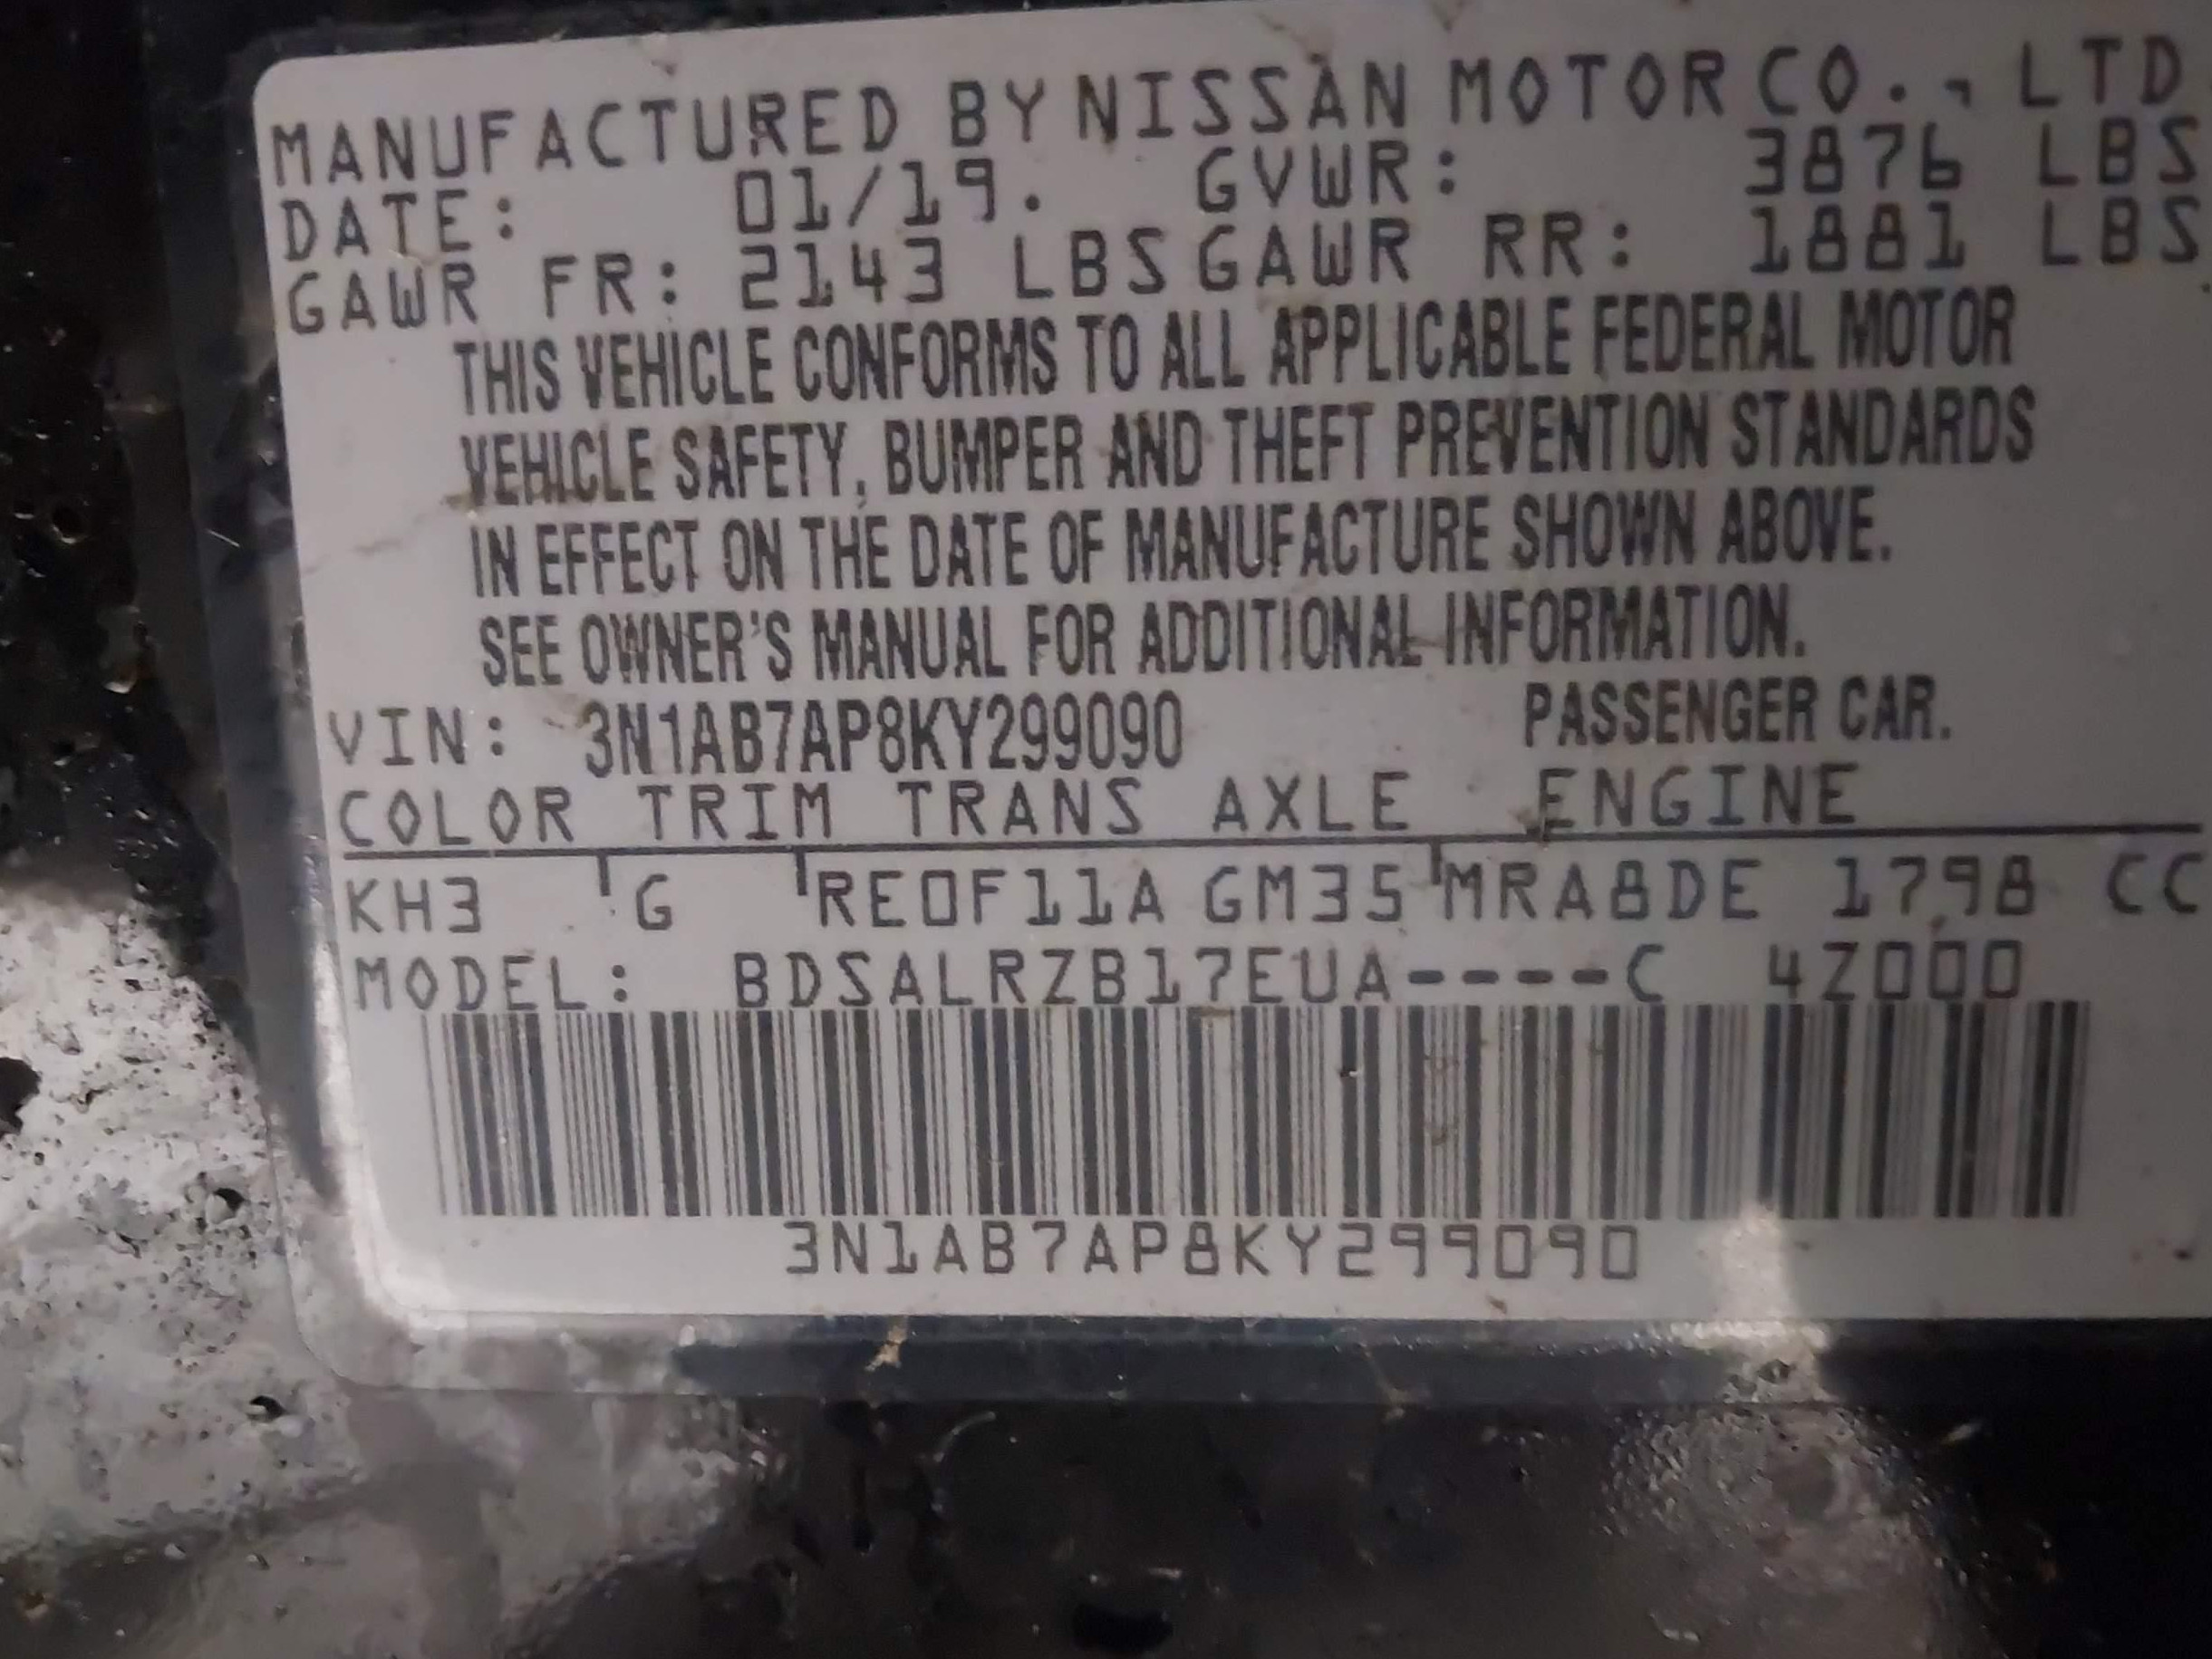 MANUFACTURED BY NISSAN MOTOR CO., LTD
DATE: 01/19. GVWR: 3876 LBS
GAWR FR: 2143 LBS GAWR RR: 1881 LBS
THIS VEHICLE CONFORMS TO ALL APPLICABLE FEDERAL MOTOR
VEHICLE SAFETY, BUMPER AND THEFT PREVENTION STANDARDS
IN EFFECT ON THE DATE OF MANUFACTURE SHOWN ABOVE.
SEE OWNER'S MANUAL FOR ADDITIONAL INFORMATION.
VIN: 3N1AB7AP8KY299090 PASSENGER CAR.
COLOR TRIM TRANS AXLE ENGINE
KH3 G RE0F11A GM35 MRA8DE 1798 CC
MODEL: BDSALRZB17EUA----C 4Z000
3N1AB7AP8KY299090